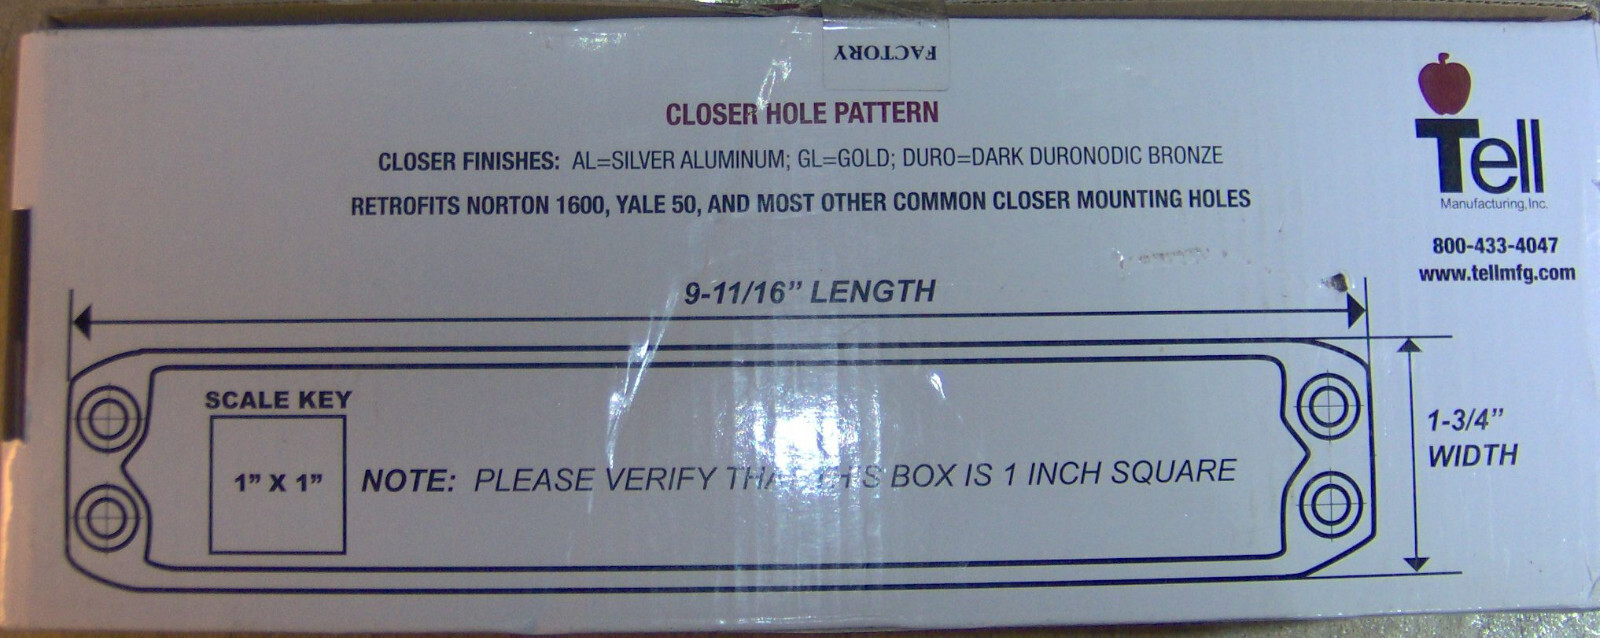 FACTORY
CLOSER HOLE PATTERN
CLOSER FINISHES: AL=SILVER ALUMINUM; GL=GOLD; DURO=DARK DURONODIC BRONZE
RETROFITS NORTON 1600, YALE 50, AND MOST OTHER COMMON CLOSER MOUNTING HOLES
Tell
Manufacturing, Inc.
800-433-4047
www.tellmfg.com
9-11/16” LENGTH
SCALE KEY
1” X 1”
NOTE: PLEASE VERIFY THAT THIS BOX IS 1 INCH SQUARE
1-3/4”
WIDTH